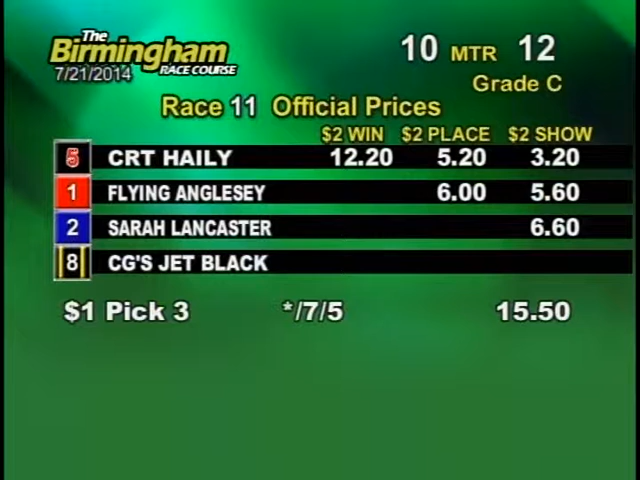 The
Birmingham
RACE COURSE
7/21/2014
10 MTR 12
Grade C
Race 11 Official Prices
$2 WIN $2 PLACE $2 SHOW
5 CRT HAILY 12.20 5.20 3.20
1 FLYING ANGLESEY 6.00 5.60
2 SARAH LANCASTER 6.60
8 CG'S JET BLACK
$1 Pick 3 */7/5 15.50